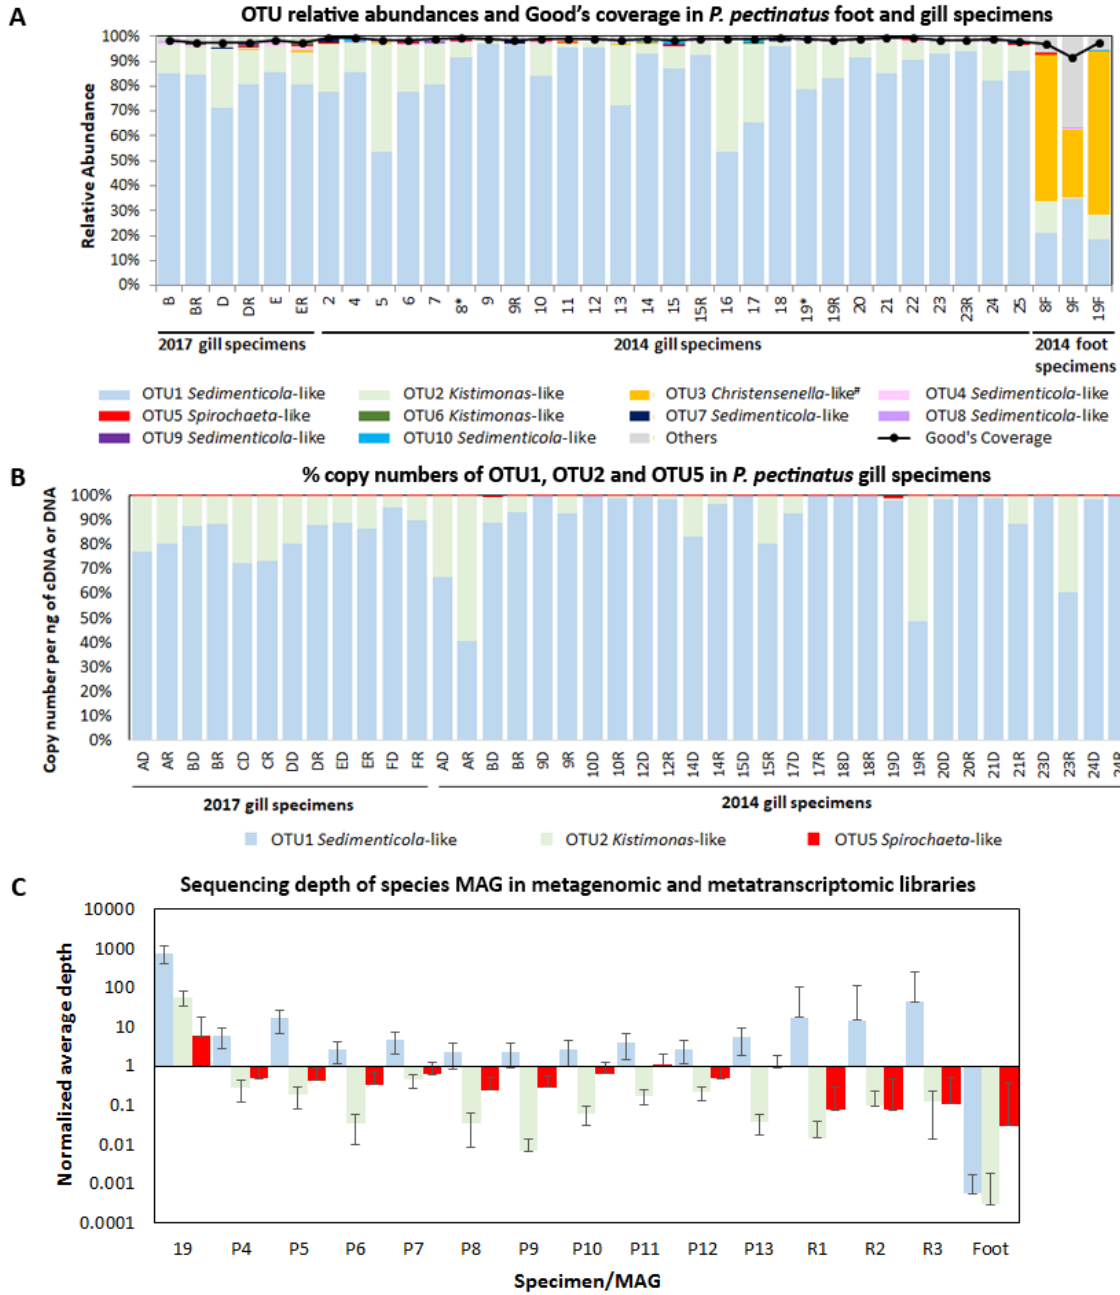 A
OTU relative abundances and Good's coverage in P. pectinatus foot and gill specimens
Relative Abundance
100%
90%
80%
70%
60%
50%
40%
30%
20%
10%
0%
B BR D DR E ER 2 4 5 6 7 8* 9 9R 10 11 12 13 14 15 15R 16 17 18 19* 19R 20 21 22 23 23R 24 25 8F 9F 19F
2017 gill specimens 2014 gill specimens 2014 foot
specimens
OTU1 Sedimenticola-like OTU2 Kistimonas-like OTU3 Christensenella-like# OTU4 Sedimenticola-like
OTU5 Spirochaeta-like OTU6 Kistimonas-like OTU7 Sedimenticola-like OTU8 Sedimenticola-like
OTU9 Sedimenticola-like OTU10 Sedimenticola-like Others Good's Coverage
B
% copy numbers of OTU1, OTU2 and OTU5 in P. pectinatus gill specimens
Copy number per ng of cDNA or DNA
100%
90%
80%
70%
60%
50%
40%
30%
20%
10%
0%
AD AR BD BR CD CR DD DR ED ER FD FR AD AR BD BR 9D 9R 10D 10R 12D 12R 14D 14R 15D 15R 17D 17R 18D 18R 19D 19R 20D 20R 21D 21R 23D 23R 24D 24R
2017 gill specimens 2014 gill specimens
OTU1 Sedimenticola-like OTU2 Kistimonas-like OTU5 Spirochaeta-like
C
Sequencing depth of species MAG in metagenomic and metatranscriptomic libraries
Normalized average depth
10000
1000
100
10
1
0.1
0.01
0.001
0.0001
19 P4 P5 P6 P7 P8 P9 P10 P11 P12 P13 R1 R2 R3 Foot
Specimen/MAG